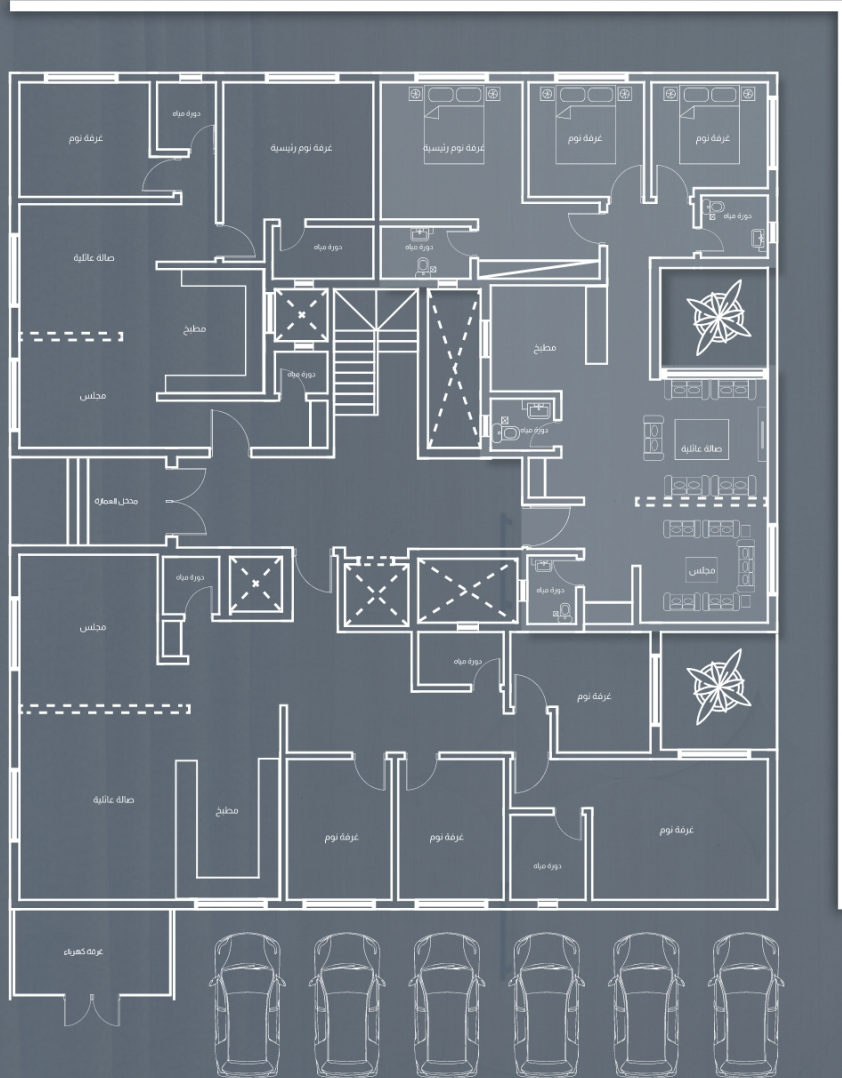 غرفة نوم
دورة مياه
غرفة نوم رئيسية
غرفة نوم رئيسية
غرفة نوم
غرفة نوم
دورة مياه
دورة مياه
دورة مياه
صالة عائلية
مطبخ
مطبخ
دورة مياه
مجلس
دورة مياه
صالة عائلية
مدخل العمارة
مجلس
دورة مياه
دورة مياه
مجلس
دورة مياه
غرفة نوم
صالة عائلية
مطبخ
غرفة نوم
غرفة نوم
غرفة نوم
دورة مياه
غرفة كهرباء